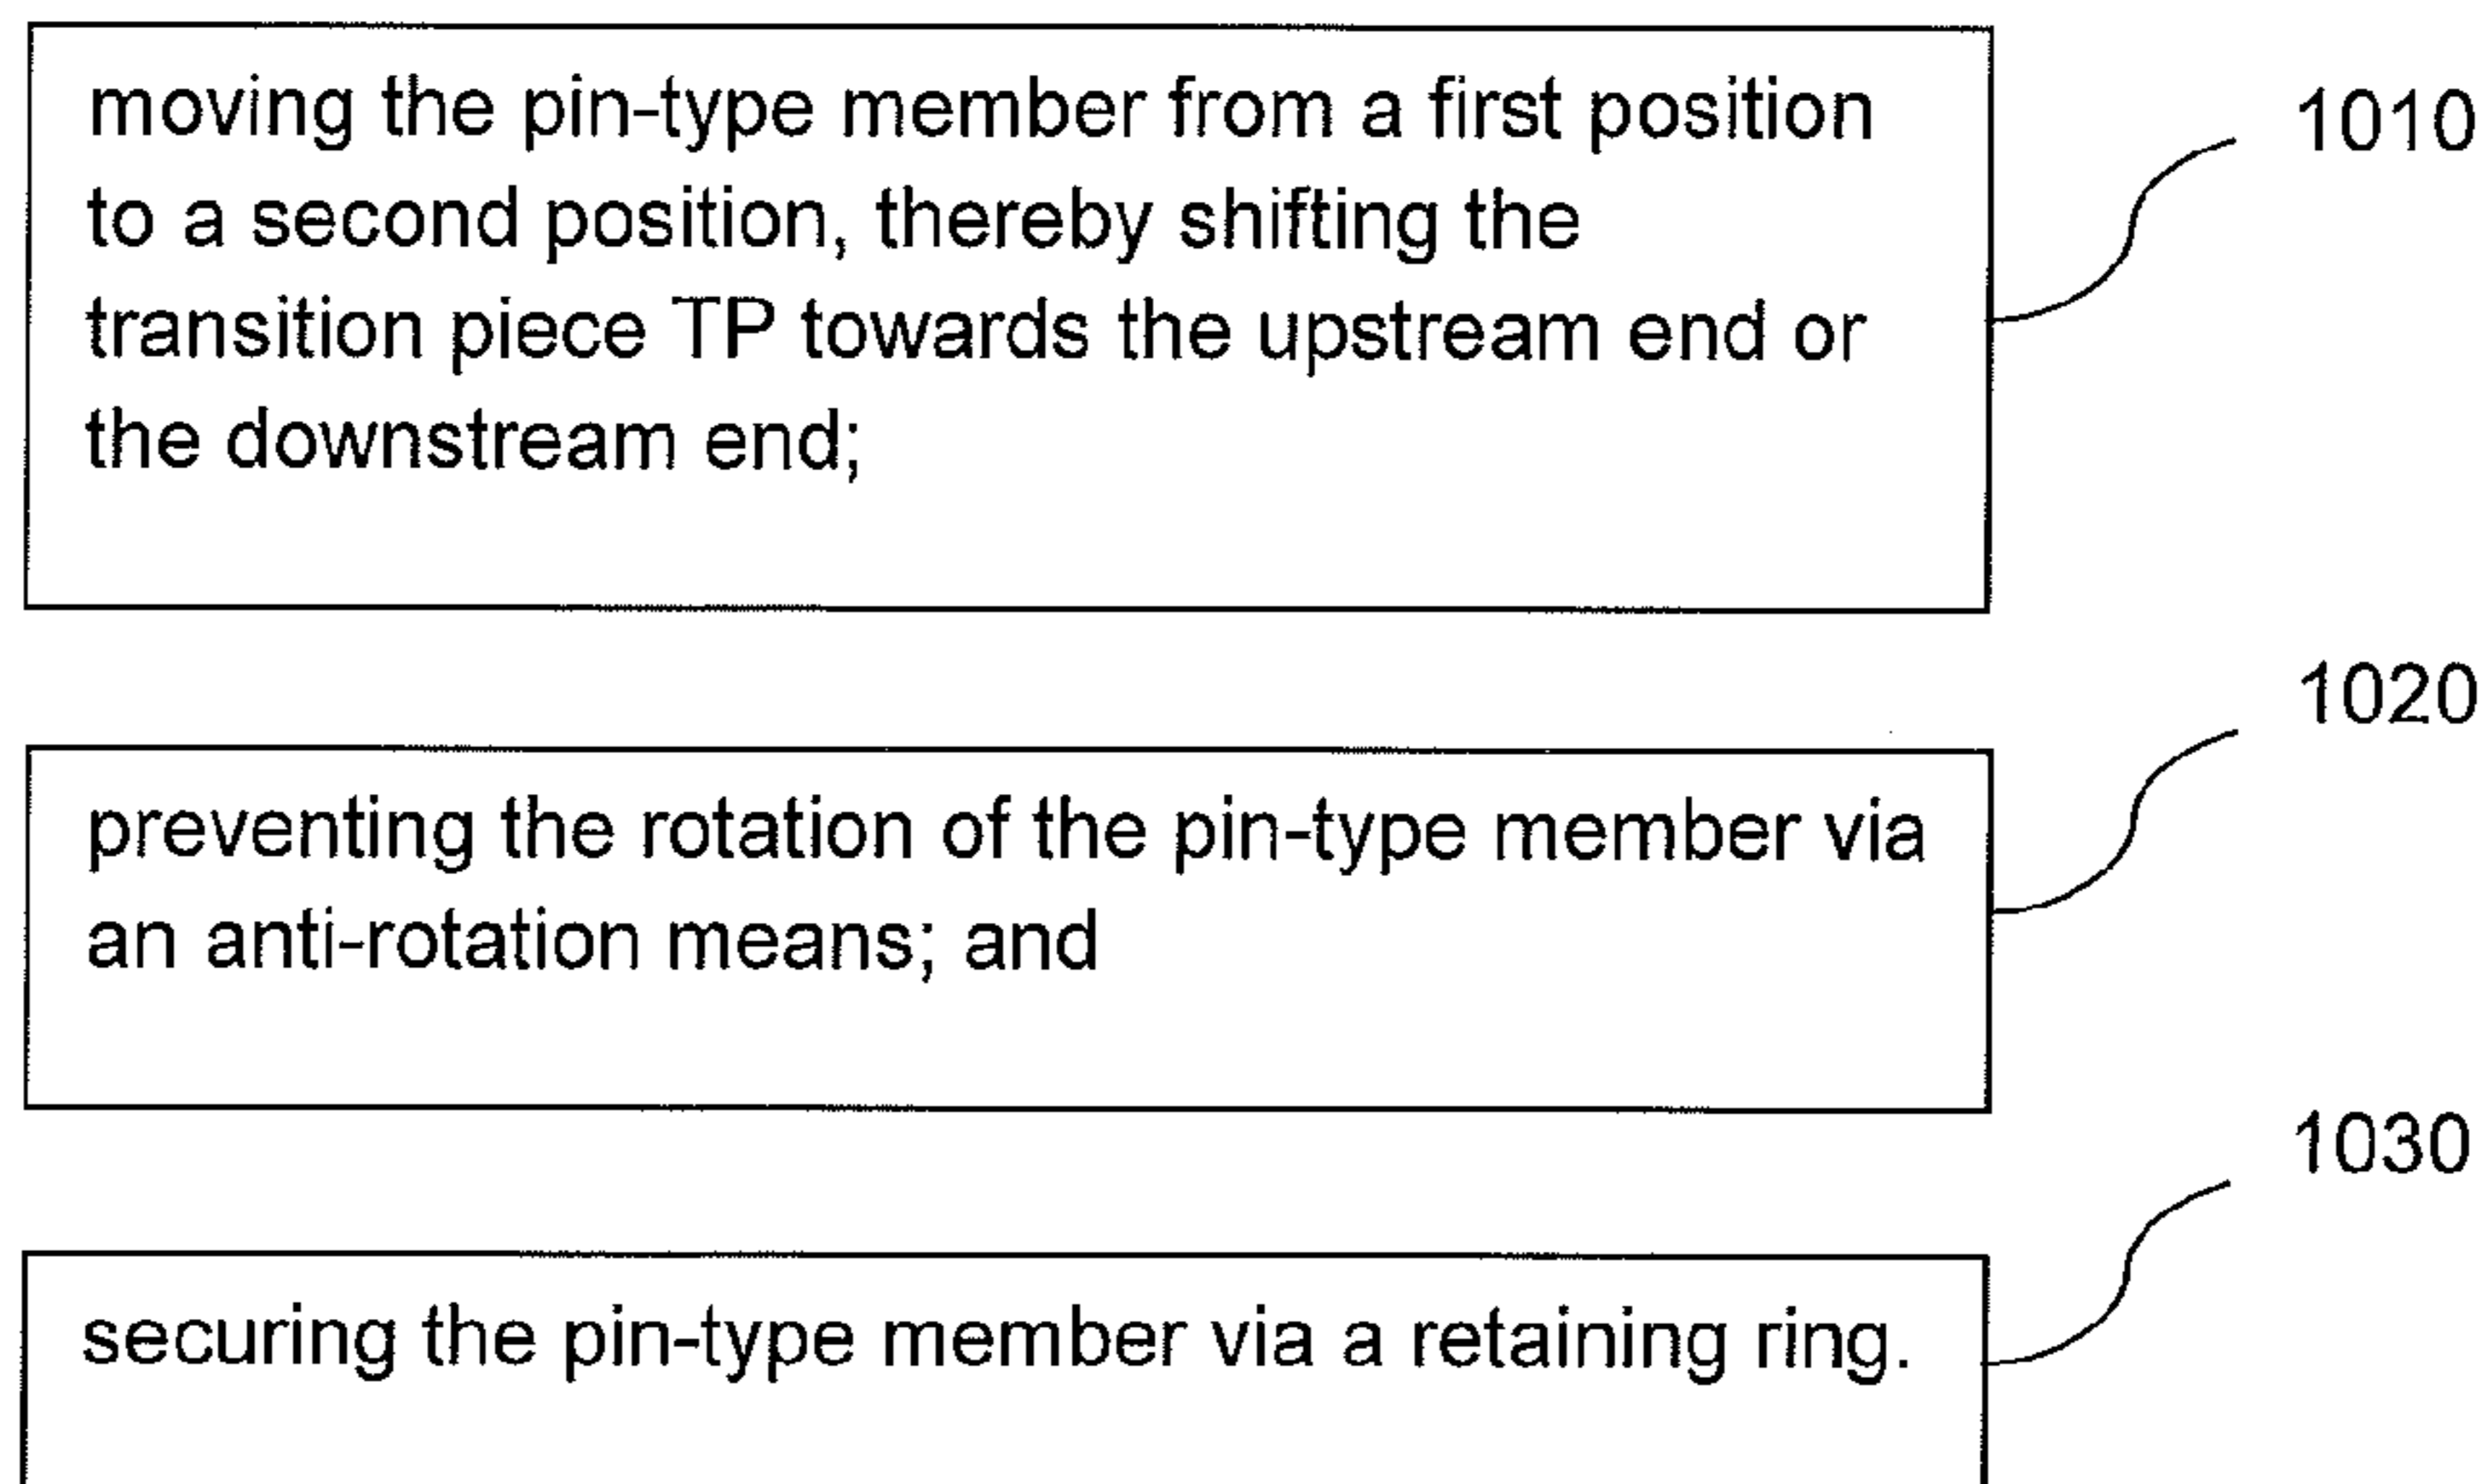 moving the pin-type member from a first position
to a second position, thereby shifting the
transition piece TP towards the upstream end or
the downstream end;
1010
preventing the rotation of the pin-type member via
an anti-rotation means; and
1020
securing the pin-type member via a retaining ring.
1030